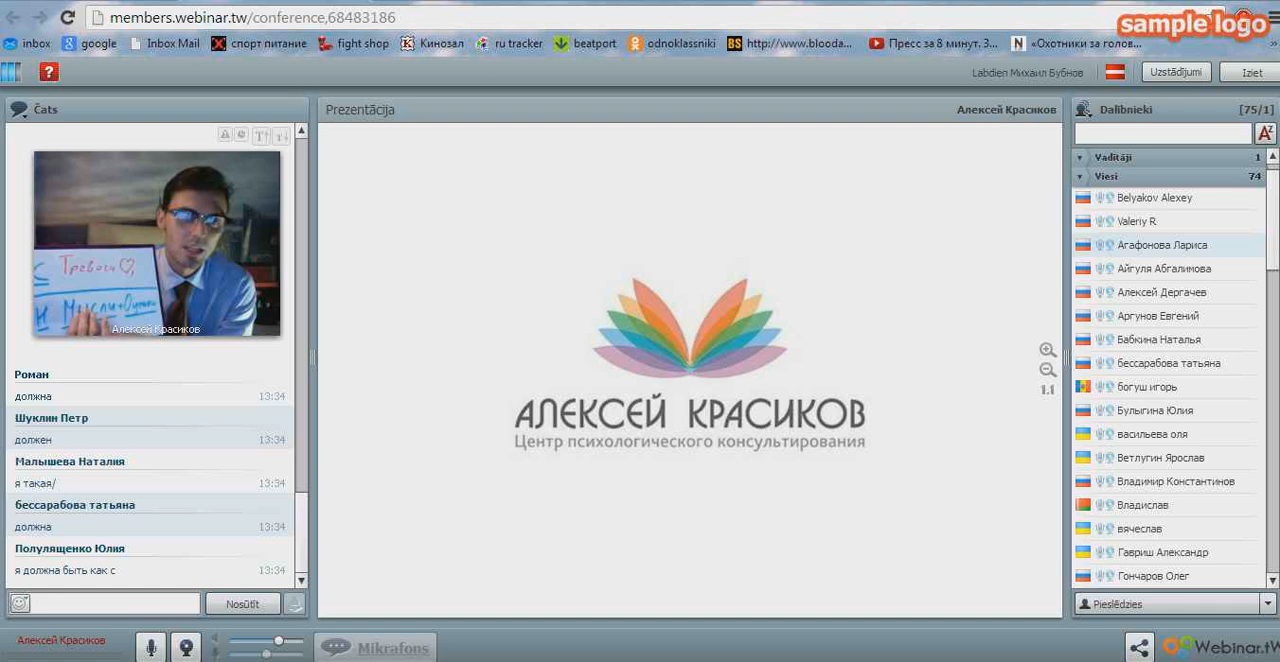 members.webinar.tw/conference,68483186
sample logo
inbox
google
Inbox Mail
спорт питание
fight shop
Кинозал
ru tracker
beatport
odnoklassniki
http://www.blooda...
Пресс за 8 минут. 3...
«Охотники за голов...
Labdien Михаил Бубнов
Uzstādījumi
Iziet
Čats
Тревоги
Мысли
Алексей Красиков
Роман
должна 13:34
Шуклин Петр
должен 13:34
Малышева Наталия
я такая/ 13:34
бессарабова татьяна
должна 13:34
Полулященко Юлия
я должна быть как с 13:34
Nosūtīt
Prezentācija
Алексей Красиков
АЛЕКСЕЙ КРАСИКОВ
Центр психологического консультирования
1:1
Dalībnieki [75/1]
Vadītāji 1
Viesi 74
Belyakov Alexey
Valeriy R
Агафонова Лариса
Айгуля Абгалимова
Алексей Дергачев
Аргунов Евгений
Бабкина Наталья
бессарабова татьяна
богуш игорь
Булыгина Юлия
васильева оля
Ветлугин Ярослав
Владимир Константинов
Владислав
вячеслав
Гавриш Александр
Гончаров Олег
Pieslēdzies
Алексей Красиков
Mikrafons
Webinar.tw